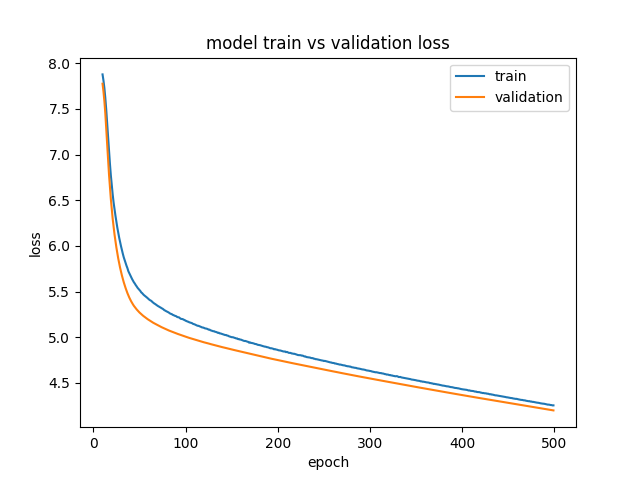 model train vs validation loss
train
validation
8.0
7.5
7.0
6.5
6.0
5.5
5.0
4.5
loss
0 100 200 300 400 500
epoch